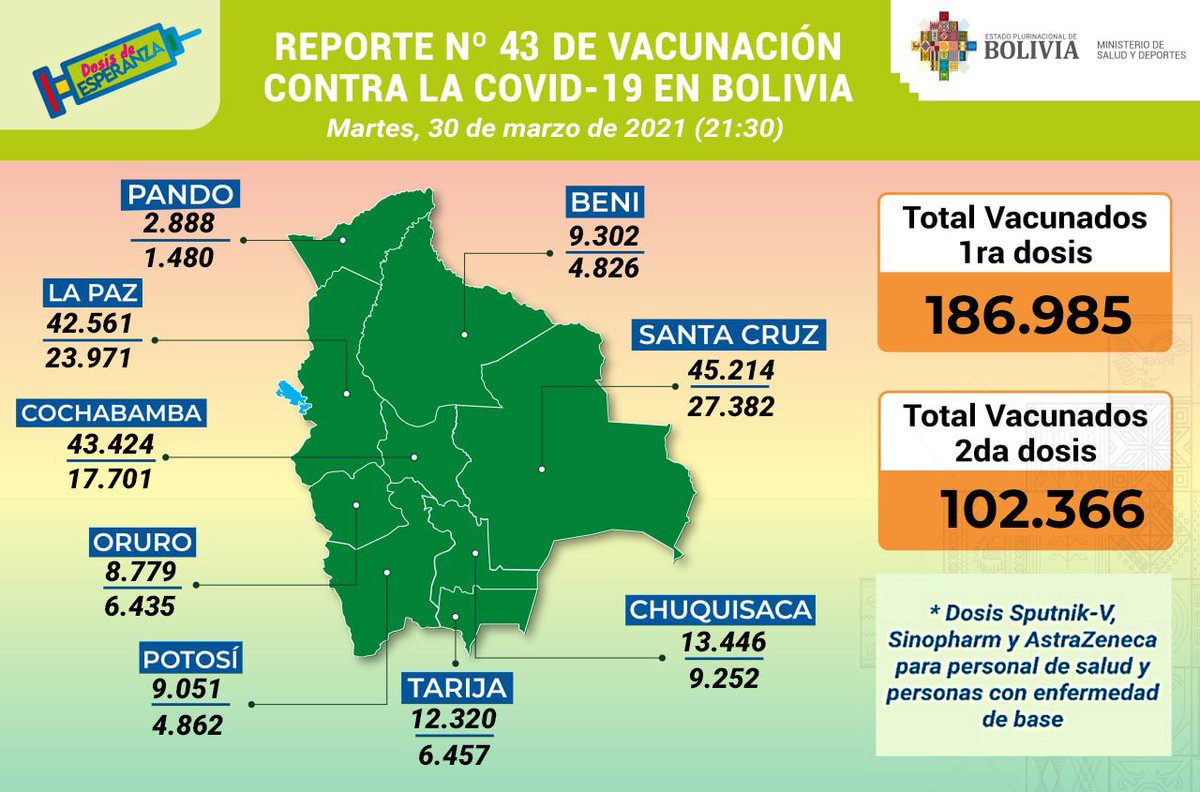 Dosis de
ESPERANZA
REPORTE Nº 43 DE VACUNACIÓN
CONTRA LA COVID-19 EN BOLIVIA
Martes, 30 de marzo de 2021 (21:30)
ESTADO PLURINACIONAL DE
BOLIVIA
MINISTERIO DE
SALUD Y DEPORTES
PANDO
2.888
1.480
BENI
9.302
4.826
LA PAZ
42.561
23.971
SANTA CRUZ
45.214
27.382
COCHABAMBA
43.424
17.701
ORURO
8.779
6.435
CHUQUISACA
13.446
9.252
POTOSÍ
9.051
4.862
TARIJA
12.320
6.457
Total Vacunados
1ra dosis
186.985
Total Vacunados
2da dosis
102.366
* Dosis Sputnik-V,
Sinopharm y AstraZeneca
para personal de salud y
personas con enfermedad
de base